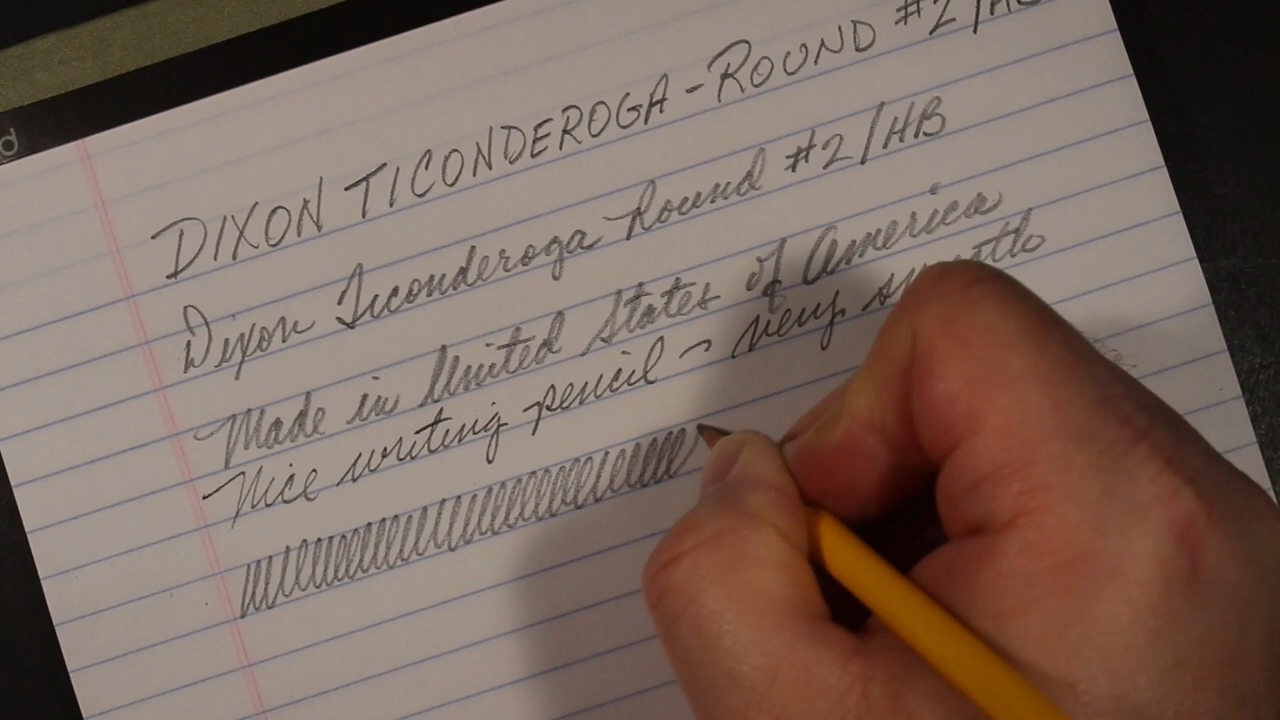 DIXON TICONDEROGA - ROUND #2/HB
Dixon Ticonderoga Round #2/HB
Made in United States of America
Nice writing pencil ~ very smooth